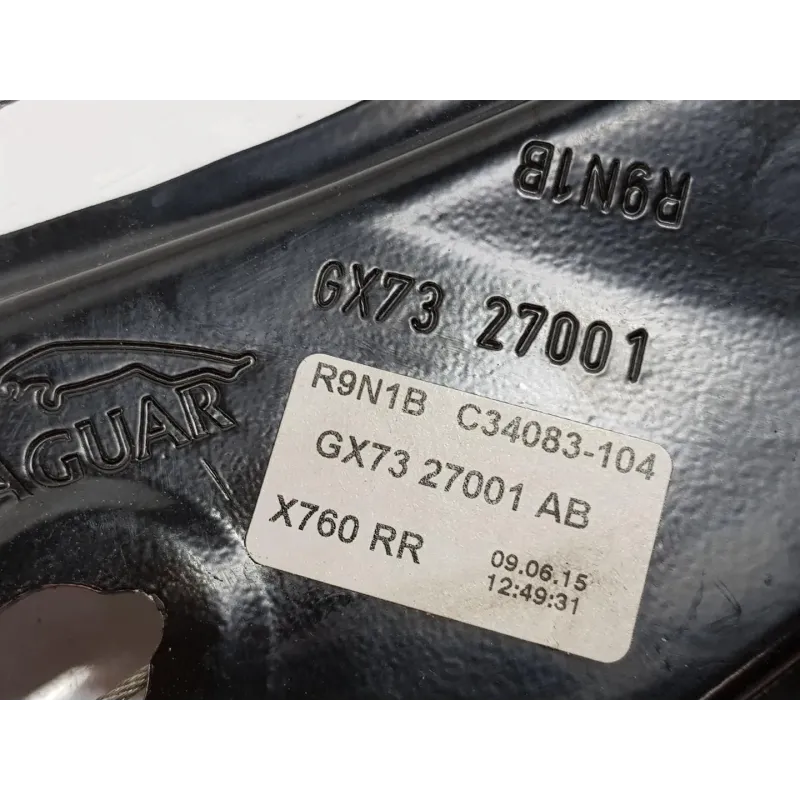 R9N1B
GX73 27001
JAGUAR
R9N1B C34083-104
GX73 27001 AB
X760 RR
09.06.15
12:49:31